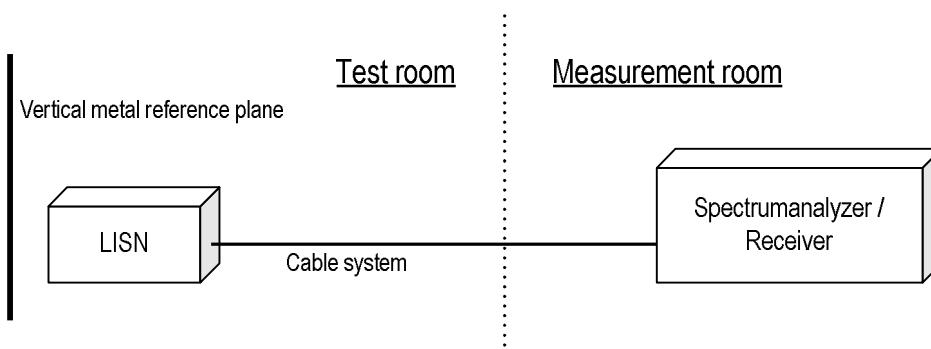 Test room
Measurement room
Vertical metal reference plane
LISN
Cable system
Spectrumanalyzer /
Receiver